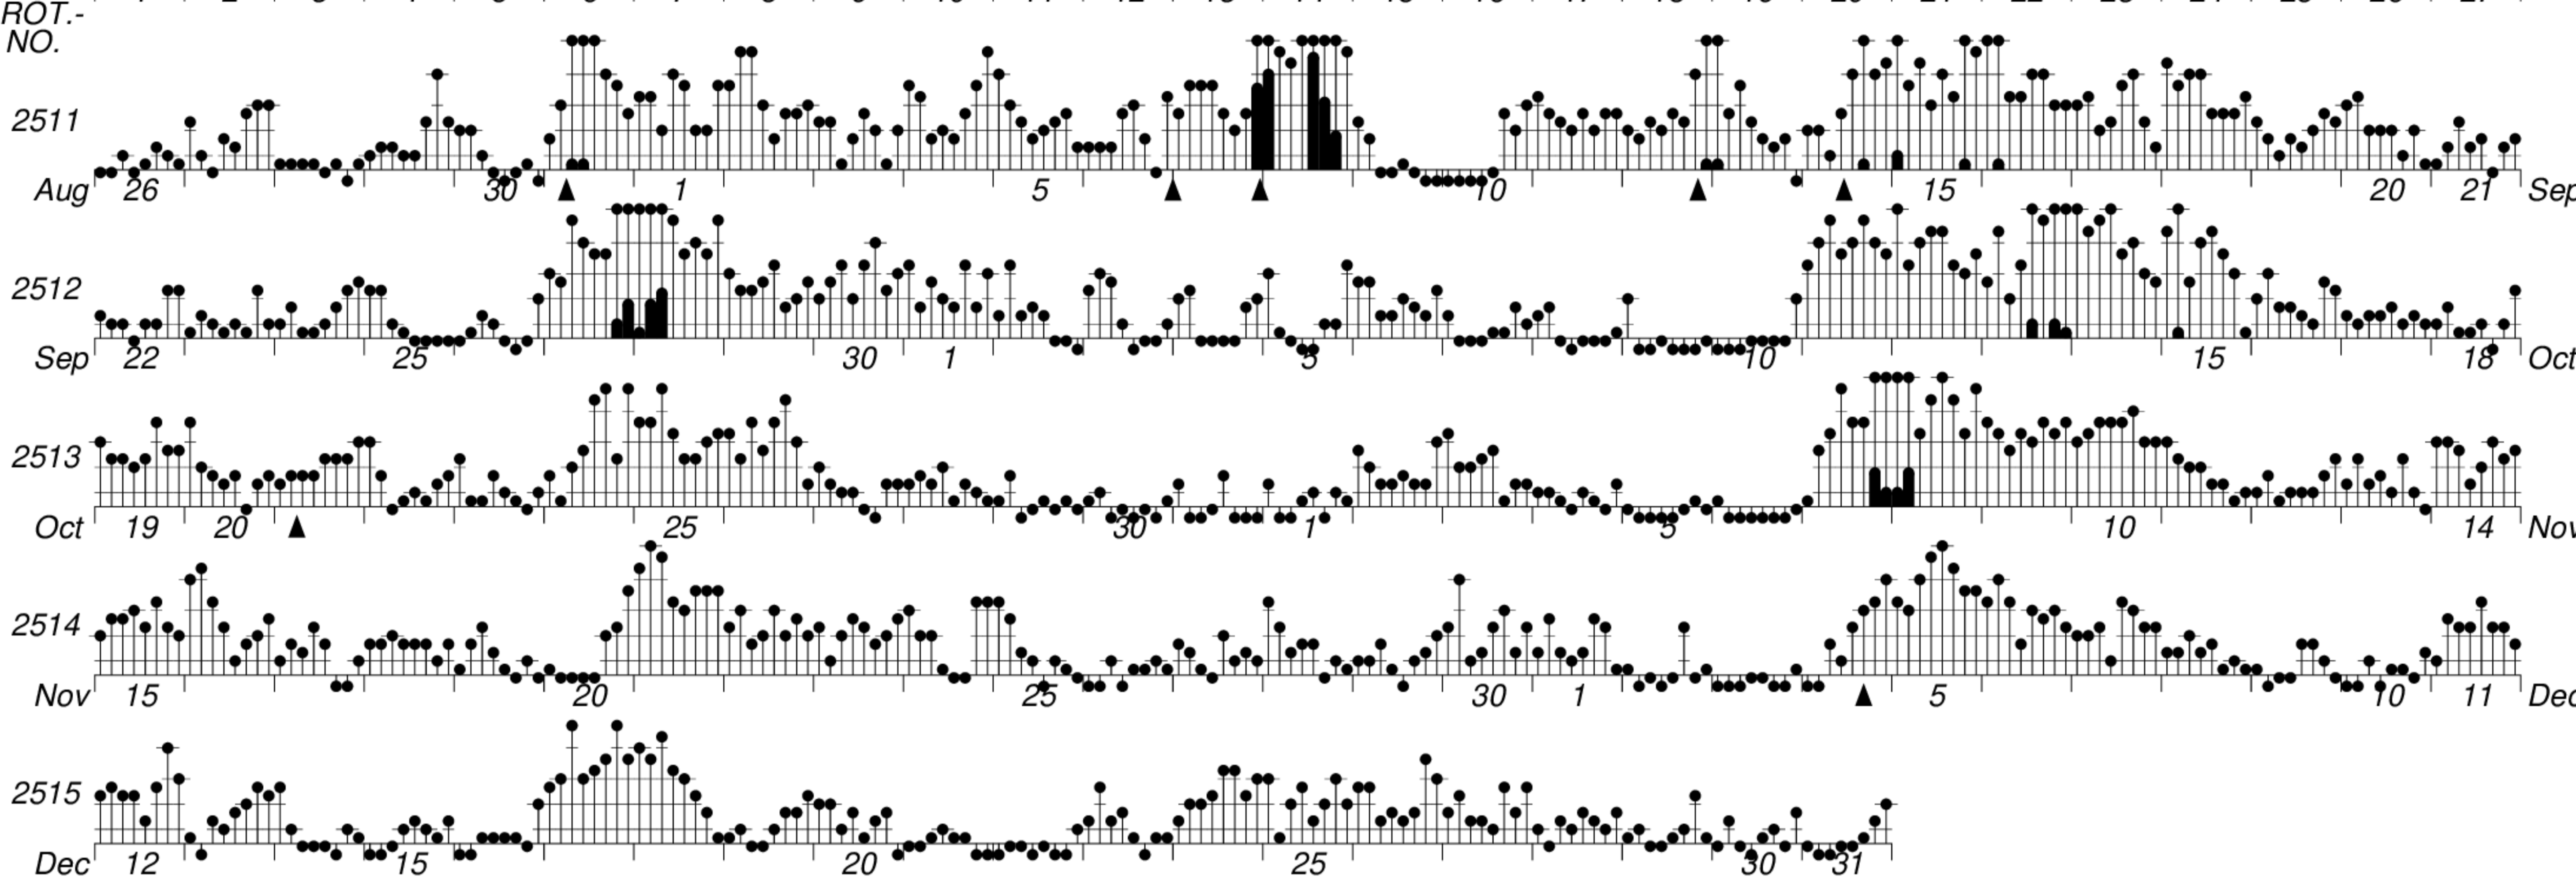 ROT.-
NO.
2511
Aug 26 30 1 5 10 15 20 21 Sep
2512
Sep 22 25 30 1 5 10 15 18 Oct
2513
Oct 19 20 25 30 1 5 10 14 Nov
2514
Nov 15 20 25 30 1 5 10 11 Dec
2515
Dec 12 15 20 25 30 31